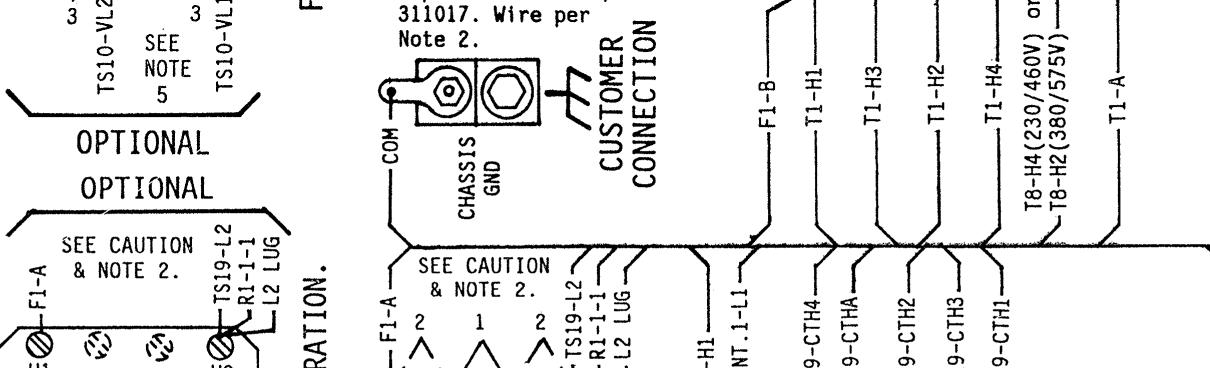 3
TS10-VL2
SEE
NOTE
5
3
TS10-VL1
OPTIONAL
OPTIONAL
SEE CAUTION
& NOTE 2.
F1-A
TS19-L2
R1-1-1
L2 LUG
RATION.
311017. Wire per
Note 2.
CUSTOMER
CONNECTION
COM
CHASSIS
GND
F1-B
T1-H1
T1-H3
T1-H2
T1-H4
T8-H4(230/460V) or
T8-H2(380/575V)
T1-A
SEE CAUTION
& NOTE 2.
F1-A
2
1
2
TS19-L2
R1-1-1
L2 LUG
-H1
NT.1-L1
9-CTH4
9-CTHA
9-CTH2
9-CTH3
9-CTH1